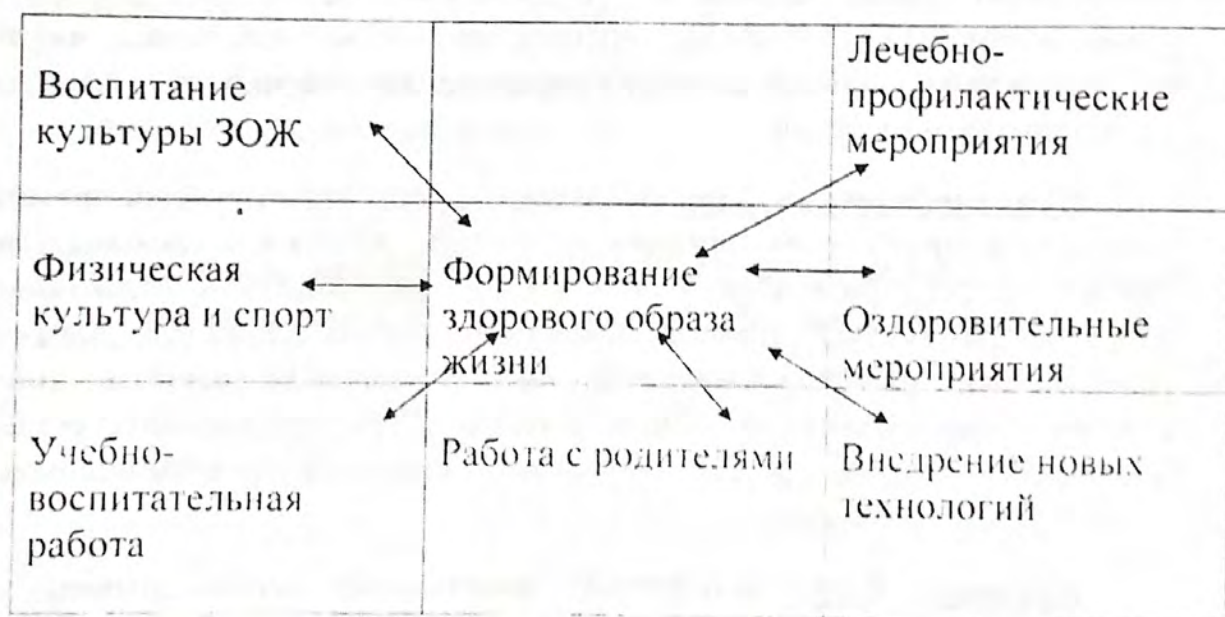 Воспитание
культуры ЗОЖ
Лечебно-
профилактические
мероприятия
Физическая
культура и спорт
Формирование
здорового образа
жизни
Оздоровительные
мероприятия
Учебно-
воспитательная
работа
Работа с родителями
Внедрение новых
технологий